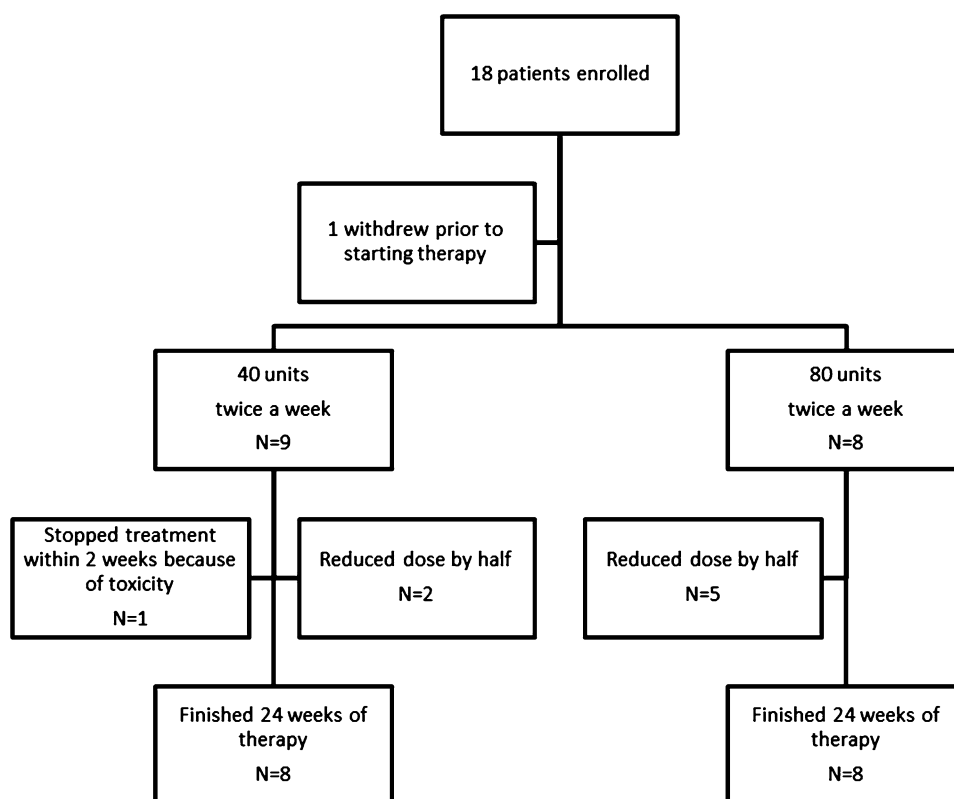 18 patients enrolled
1 withdrew prior to
starting therapy
40 units
twice a week
N=9
80 units
twice a week
N=8
Stopped treatment
within 2 weeks because
of toxicity
N=1
Reduced dose by half
N=2
Reduced dose by half
N=5
Finished 24 weeks of
therapy
N=8
Finished 24 weeks of
therapy
N=8